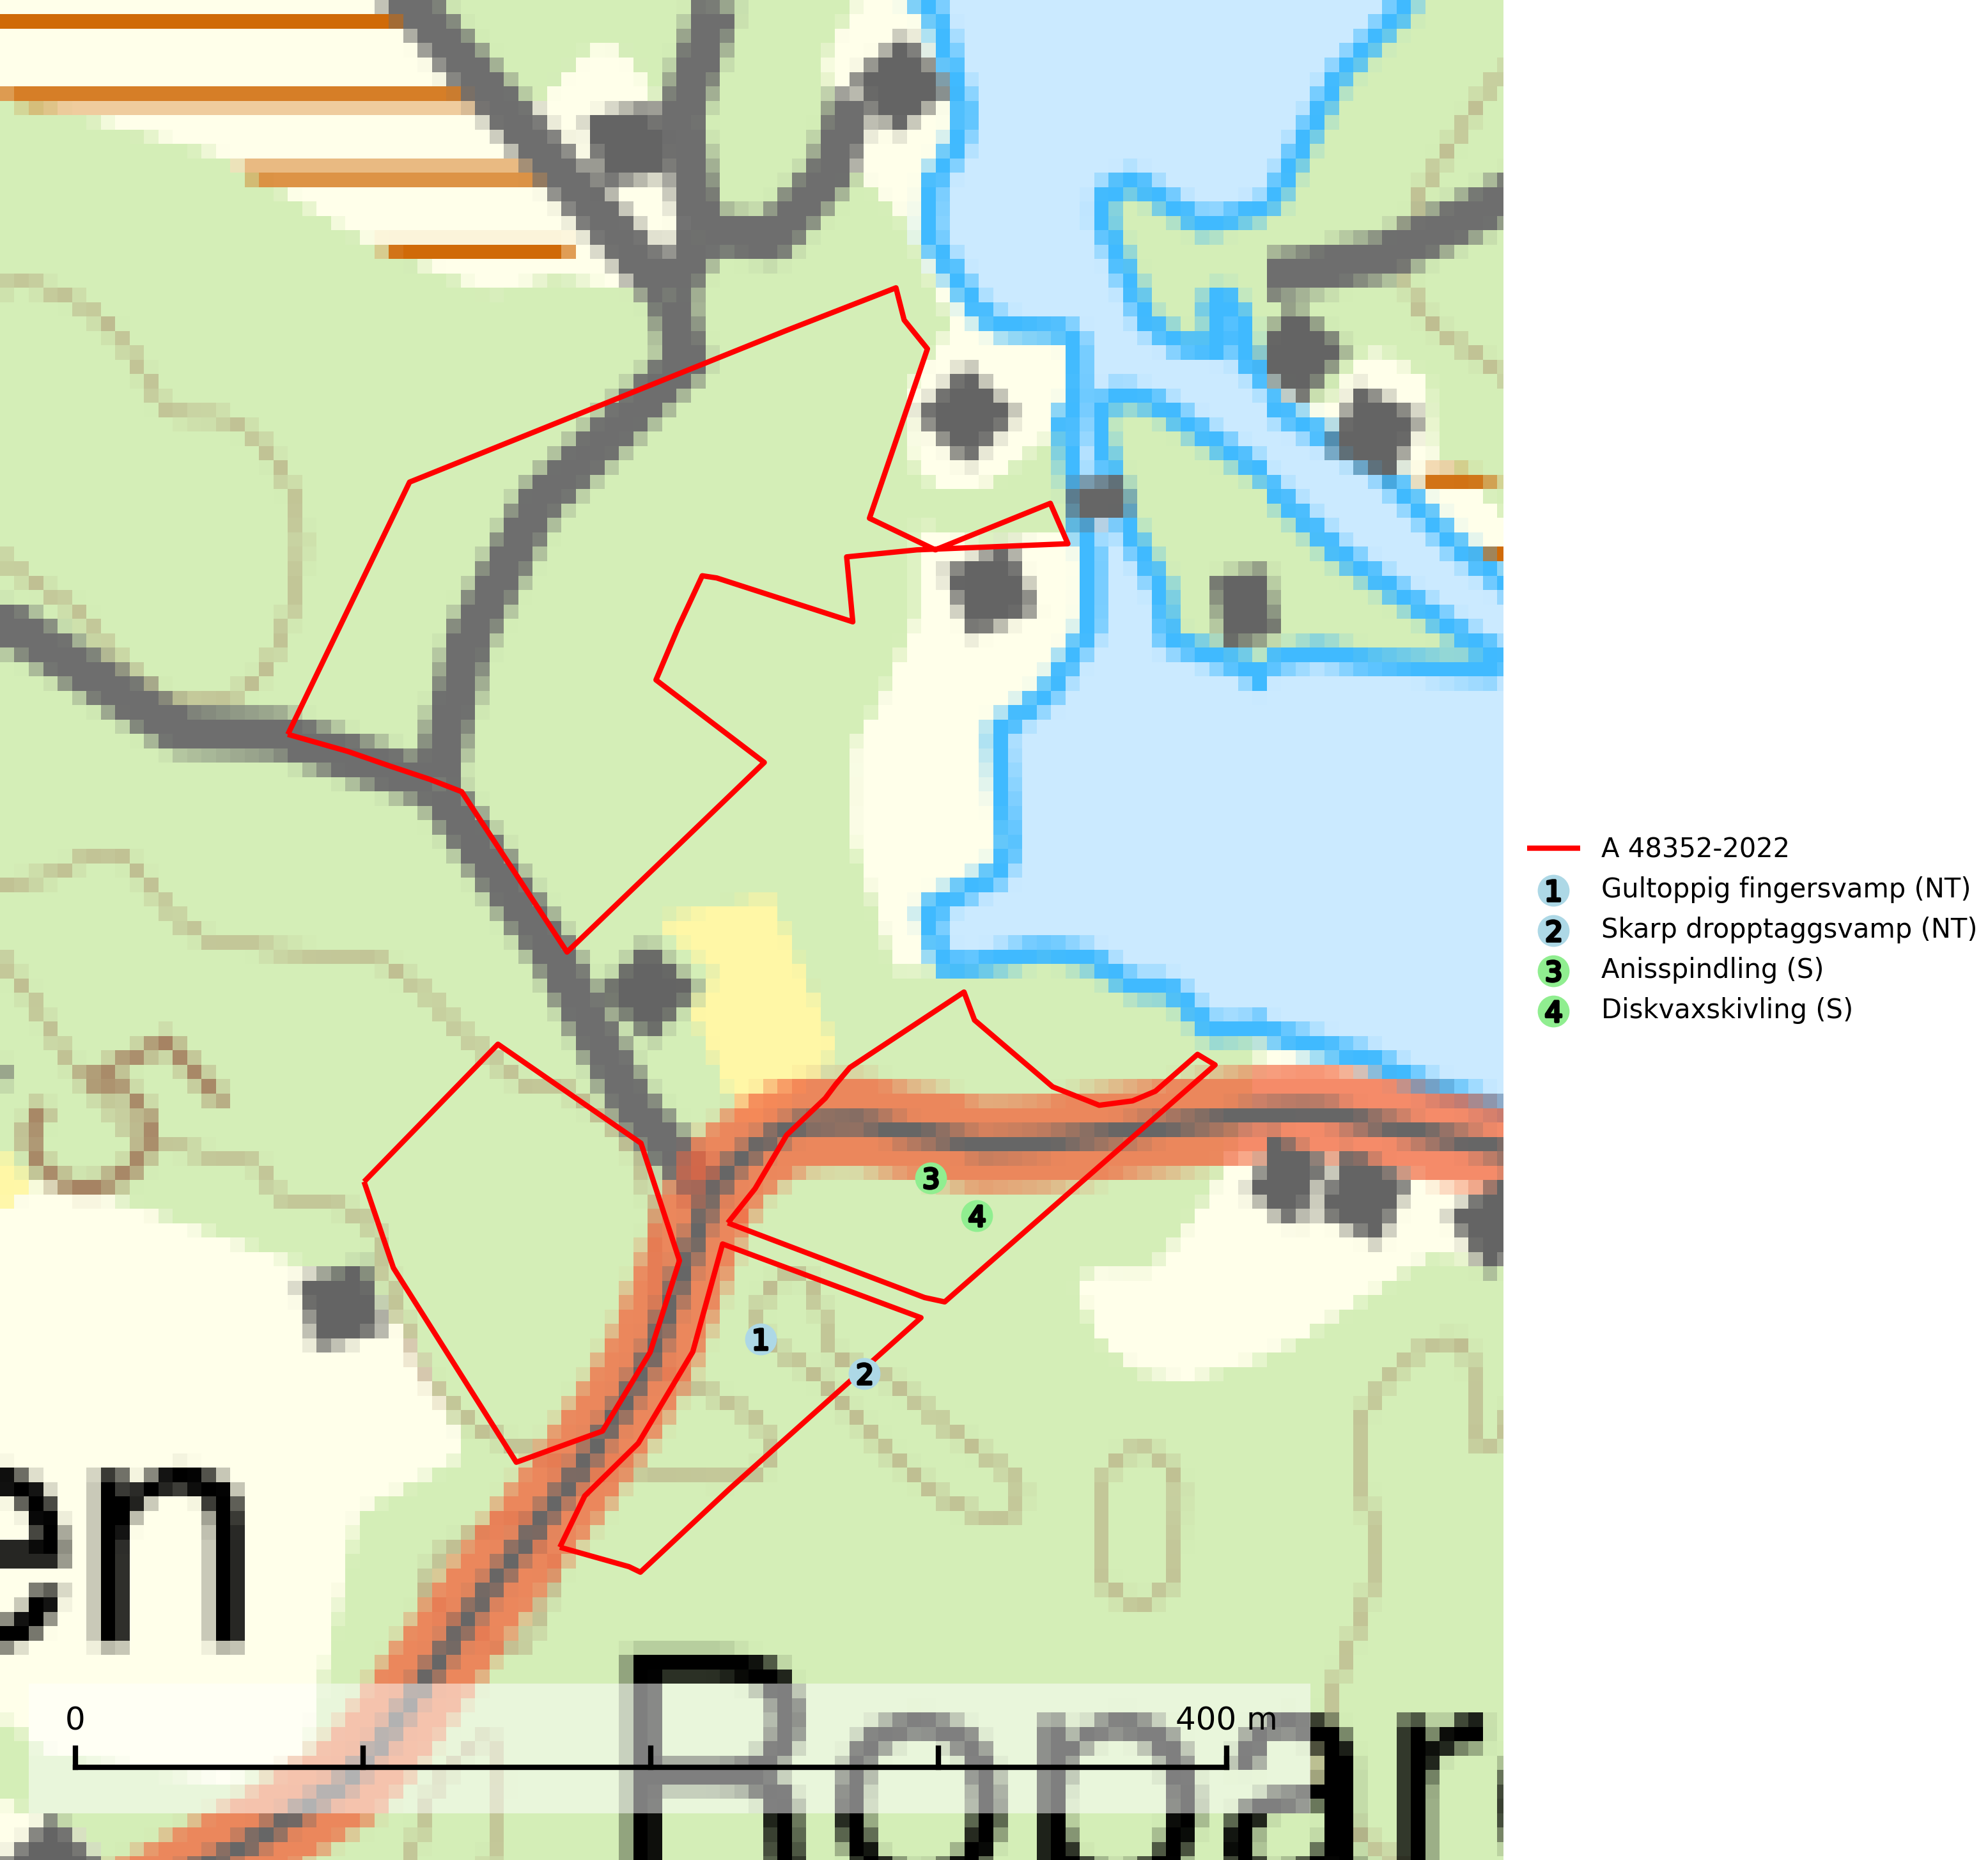 A 48352-2022
1 Gultoppig fingersvamp (NT)
2 Skarp dropptaggsvamp (NT)
3 Anisspindling (S)
4 Diskvaxskivling (S)
3
4
1
2
en
0 400 m